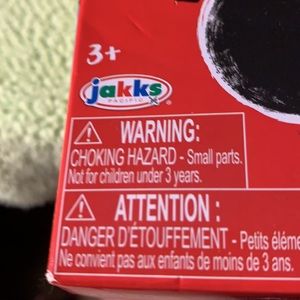 3+
jakks
PACIFIC
WARNING:
CHOKING HAZARD - Small parts.
Not for children under 3 years.
ATTENTION :
DANGER D'ÉTOUFFEMENT - Petits éléme
Ne convient pas aux enfants de moins de 3 ans.